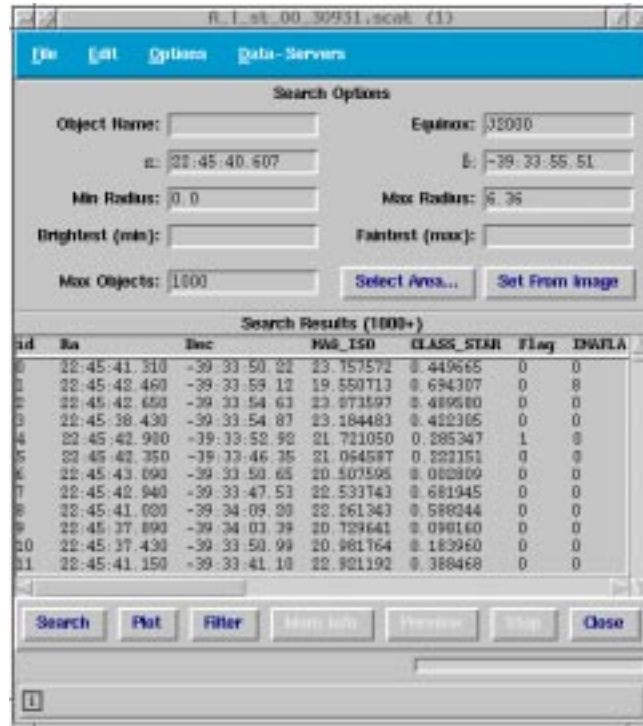 File Edit Options Data-Servers
Search Options
Object Name: Equinox: J2000
α: 22:45:40.607 δ: -39:33:55.51
Min Radius: 0.0 Max Radius: 6.36
Brightest (min): Faintest (max):
Max Objects: 1000 Select Area... Set From Image
Search Results (1000+)
id Ra Dec MAG_ISO CLASS_STAR Flag IMAFLA
0 22:45:41.310 -39:33:50.22 23.757572 0.449665 0 0
1 22:45:42.460 -39:33:59.12 19.550713 0.694307 0 8
2 22:45:42.650 -39:33:54.63 23.073597 0.489580 0 0
3 22:45:38.430 -39:33:54.87 23.184483 0.422305 0 0
4 22:45:42.900 -39:33:52.92 21.721050 0.285347 1 0
5 22:45:42.350 -39:33:46.35 21.064587 0.222151 0 0
6 22:45:43.090 -39:33:50.65 20.507595 0.002809 0 0
7 22:45:42.940 -39:33:47.53 22.533743 0.681945 0 0
8 22:45:41.020 -39:34:09.20 22.261343 0.588244 0 0
9 22:45:37.890 -39:34:03.39 20.729641 0.098160 0 0
10 22:45:37.430 -39:33:50.99 20.981764 0.183960 0 0
11 22:45:41.150 -39:33:41.10 22.921192 0.388468 0 0
Search Plot Filter More Info Preview Stop Close